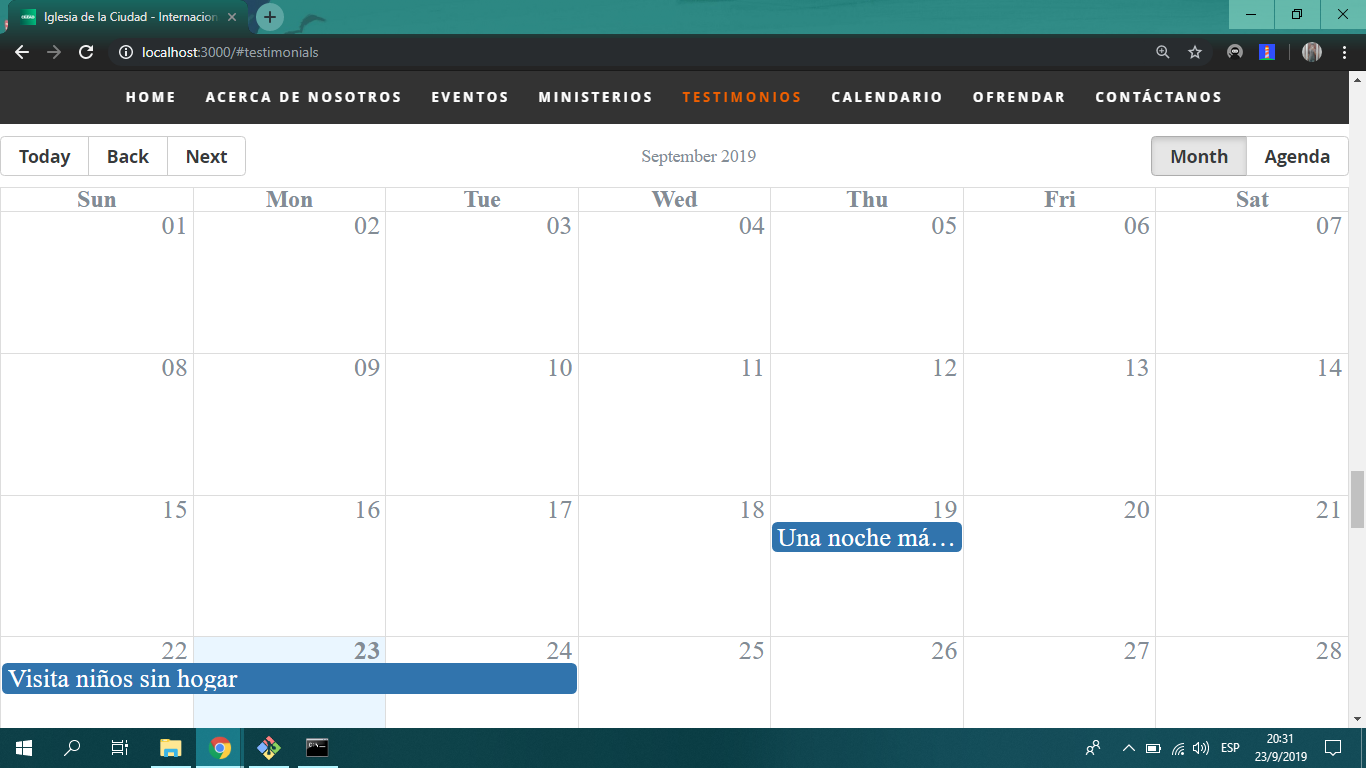 Iglesia de la Ciudad - Internacion
localhost:3000/#testimonials
HOME ACERCA DE NOSOTROS EVENTOS MINISTERIOS TESTIMONIOS CALENDARIO OFRENDAR CONTÁCTANOS
Today Back Next September 2019 Month Agenda
Sun Mon Tue Wed Thu Fri Sat
01 02 03 04 05 06 07
08 09 10 11 12 13 14
15 16 17 18 19 20 21
Una noche má…
22 23 24 25 26 27 28
Visita niños sin hogar
ESP
20:31
23/9/2019